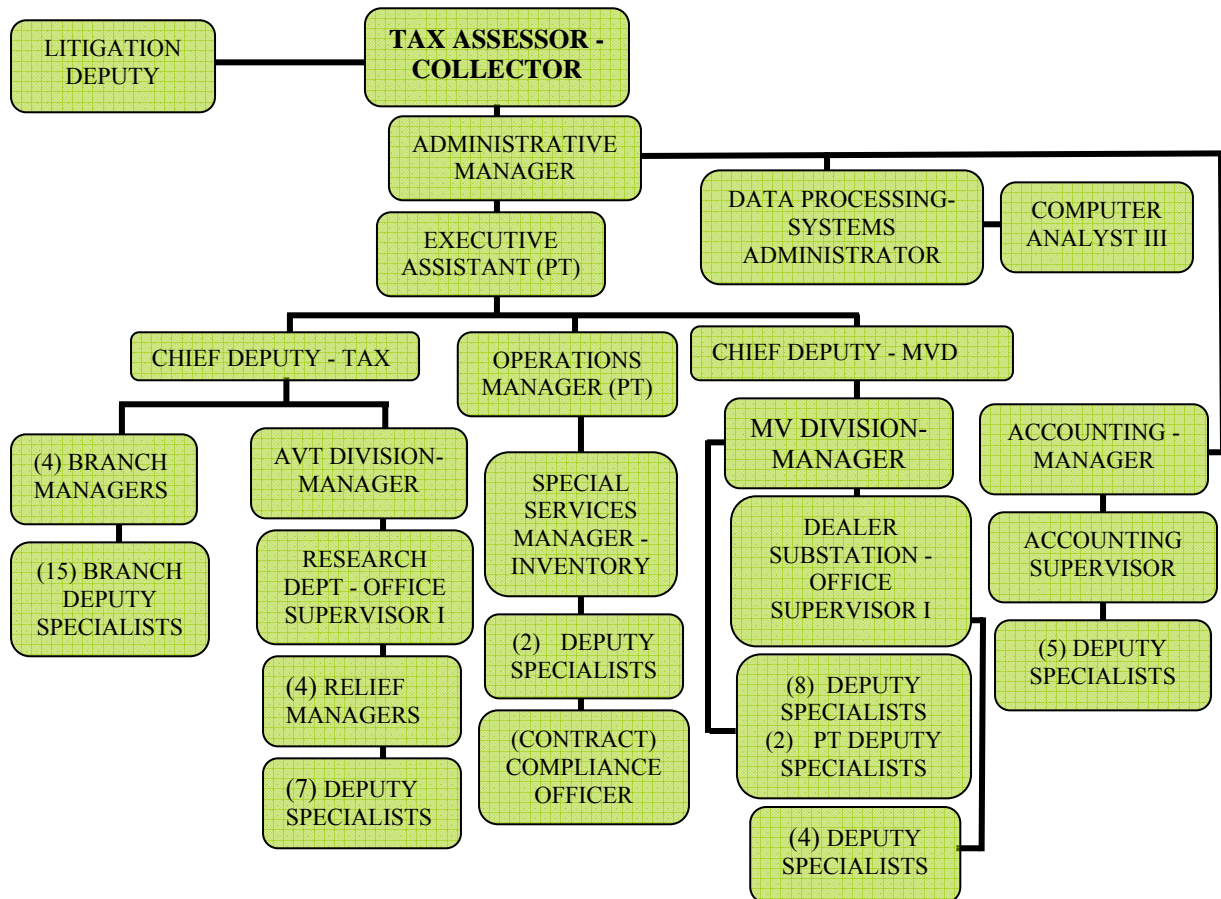 LITIGATION
DEPUTY
TAX ASSESSOR -
COLLECTOR
ADMINISTRATIVE
MANAGER
DATA PROCESSING-
SYSTEMS
ADMINISTRATOR
COMPUTER
ANALYST III
EXECUTIVE
ASSISTANT (PT)
CHIEF DEPUTY - TAX
OPERATIONS
MANAGER (PT)
CHIEF DEPUTY - MVD
(4) BRANCH
MANAGERS
(15) BRANCH
DEPUTY
SPECIALISTS
AVT DIVISION-
MANAGER
RESEARCH
DEPT - OFFICE
SUPERVISOR I
(4) RELIEF
MANAGERS
(7) DEPUTY
SPECIALISTS
SPECIAL
SERVICES
MANAGER -
INVENTORY
(2) DEPUTY
SPECIALISTS
(CONTRACT)
COMPLIANCE
OFFICER
MV DIVISION-
MANAGER
DEALER
SUBSTATION -
OFFICE
SUPERVISOR I
(8) DEPUTY
SPECIALISTS
(2) PT DEPUTY
SPECIALISTS
(4) DEPUTY
SPECIALISTS
ACCOUNTING -
MANAGER
ACCOUNTING
SUPERVISOR
(5) DEPUTY
SPECIALISTS